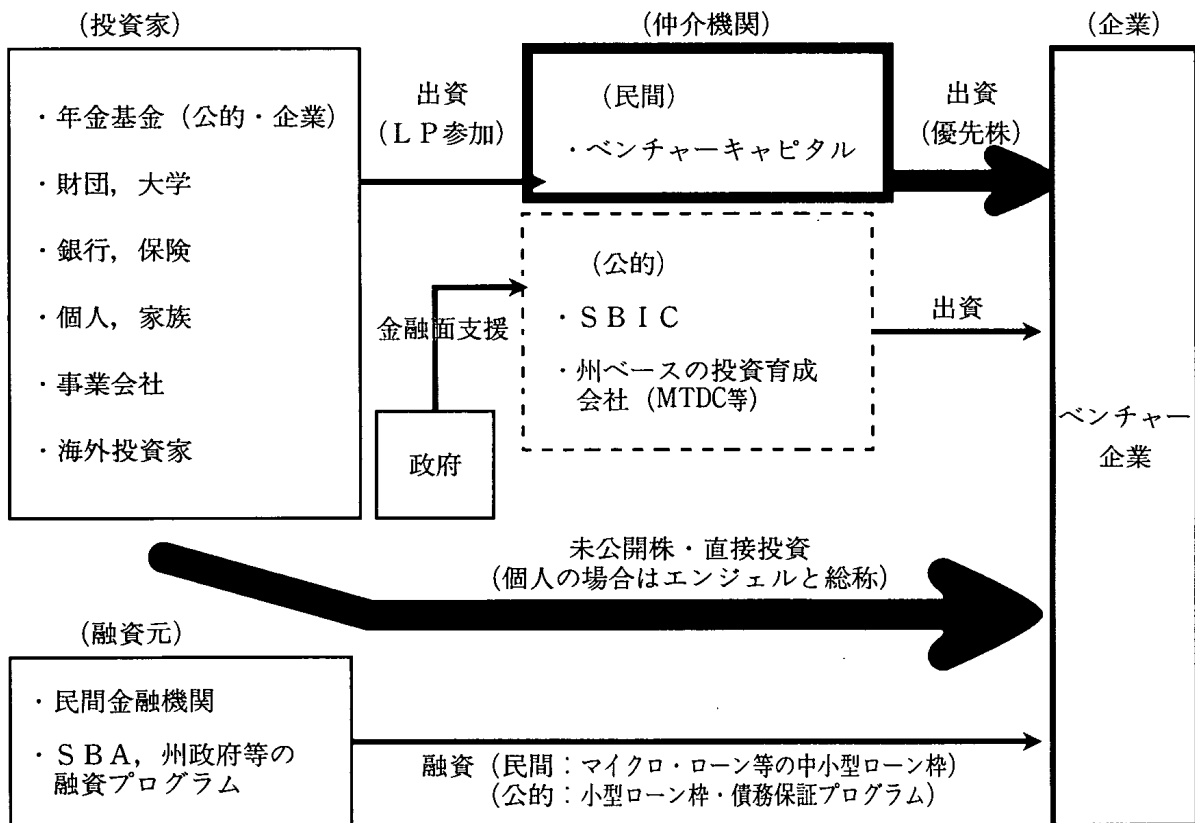 (投資家)
・年金基金（公的・企業）
・財団，大学
・銀行，保険
・個人，家族
・事業会社
・海外投資家
出資
(ＬＰ参加)
(仲介機関)
(民間)
・ベンチャーキャピタル
出資
(優先株)
(企業)
ベンチャー
企業
(公的)
・ＳＢＩＣ
・州ベースの投資育成
会社（MTDC等）
出資
金融面支援
政府
未公開株・直接投資
(個人の場合はエンジェルと総称)
(融資元)
・民間金融機関
・ＳＢＡ，州政府等の
融資プログラム
融資（民間：マイクロ・ローン等の中小型ローン枠）
(公的：小型ローン枠・債務保証プログラム)